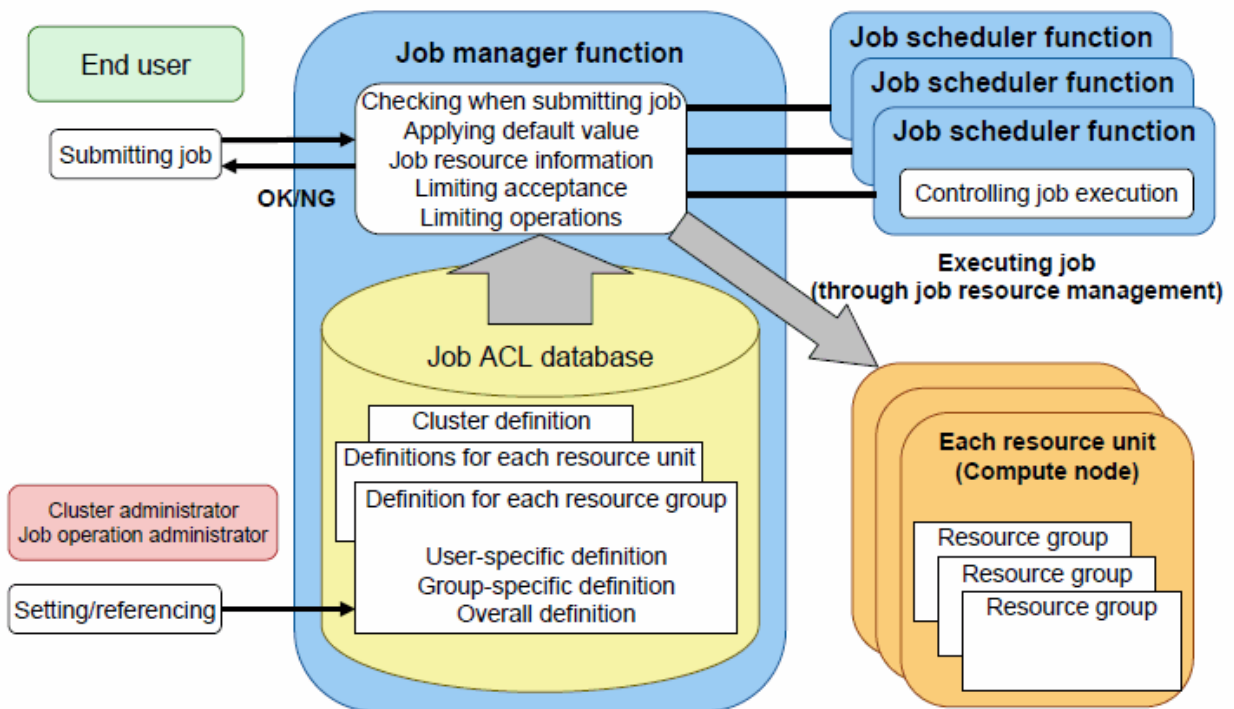 End user
Submitting job
OK/NG
Job manager function
Checking when submitting job
Applying default value
Job resource information
Limiting acceptance
Limiting operations
Job scheduler function
Job scheduler function
Job scheduler function
Controlling job execution
Executing job
(through job resource management)
Job ACL database
Cluster definition
Definitions for each resource unit
Definition for each resource group
User-specific definition
Group-specific definition
Overall definition
Cluster administrator
Job operation administrator
Setting/referencing
Each resource unit
(Compute node)
Resource group
Resource group
Resource group